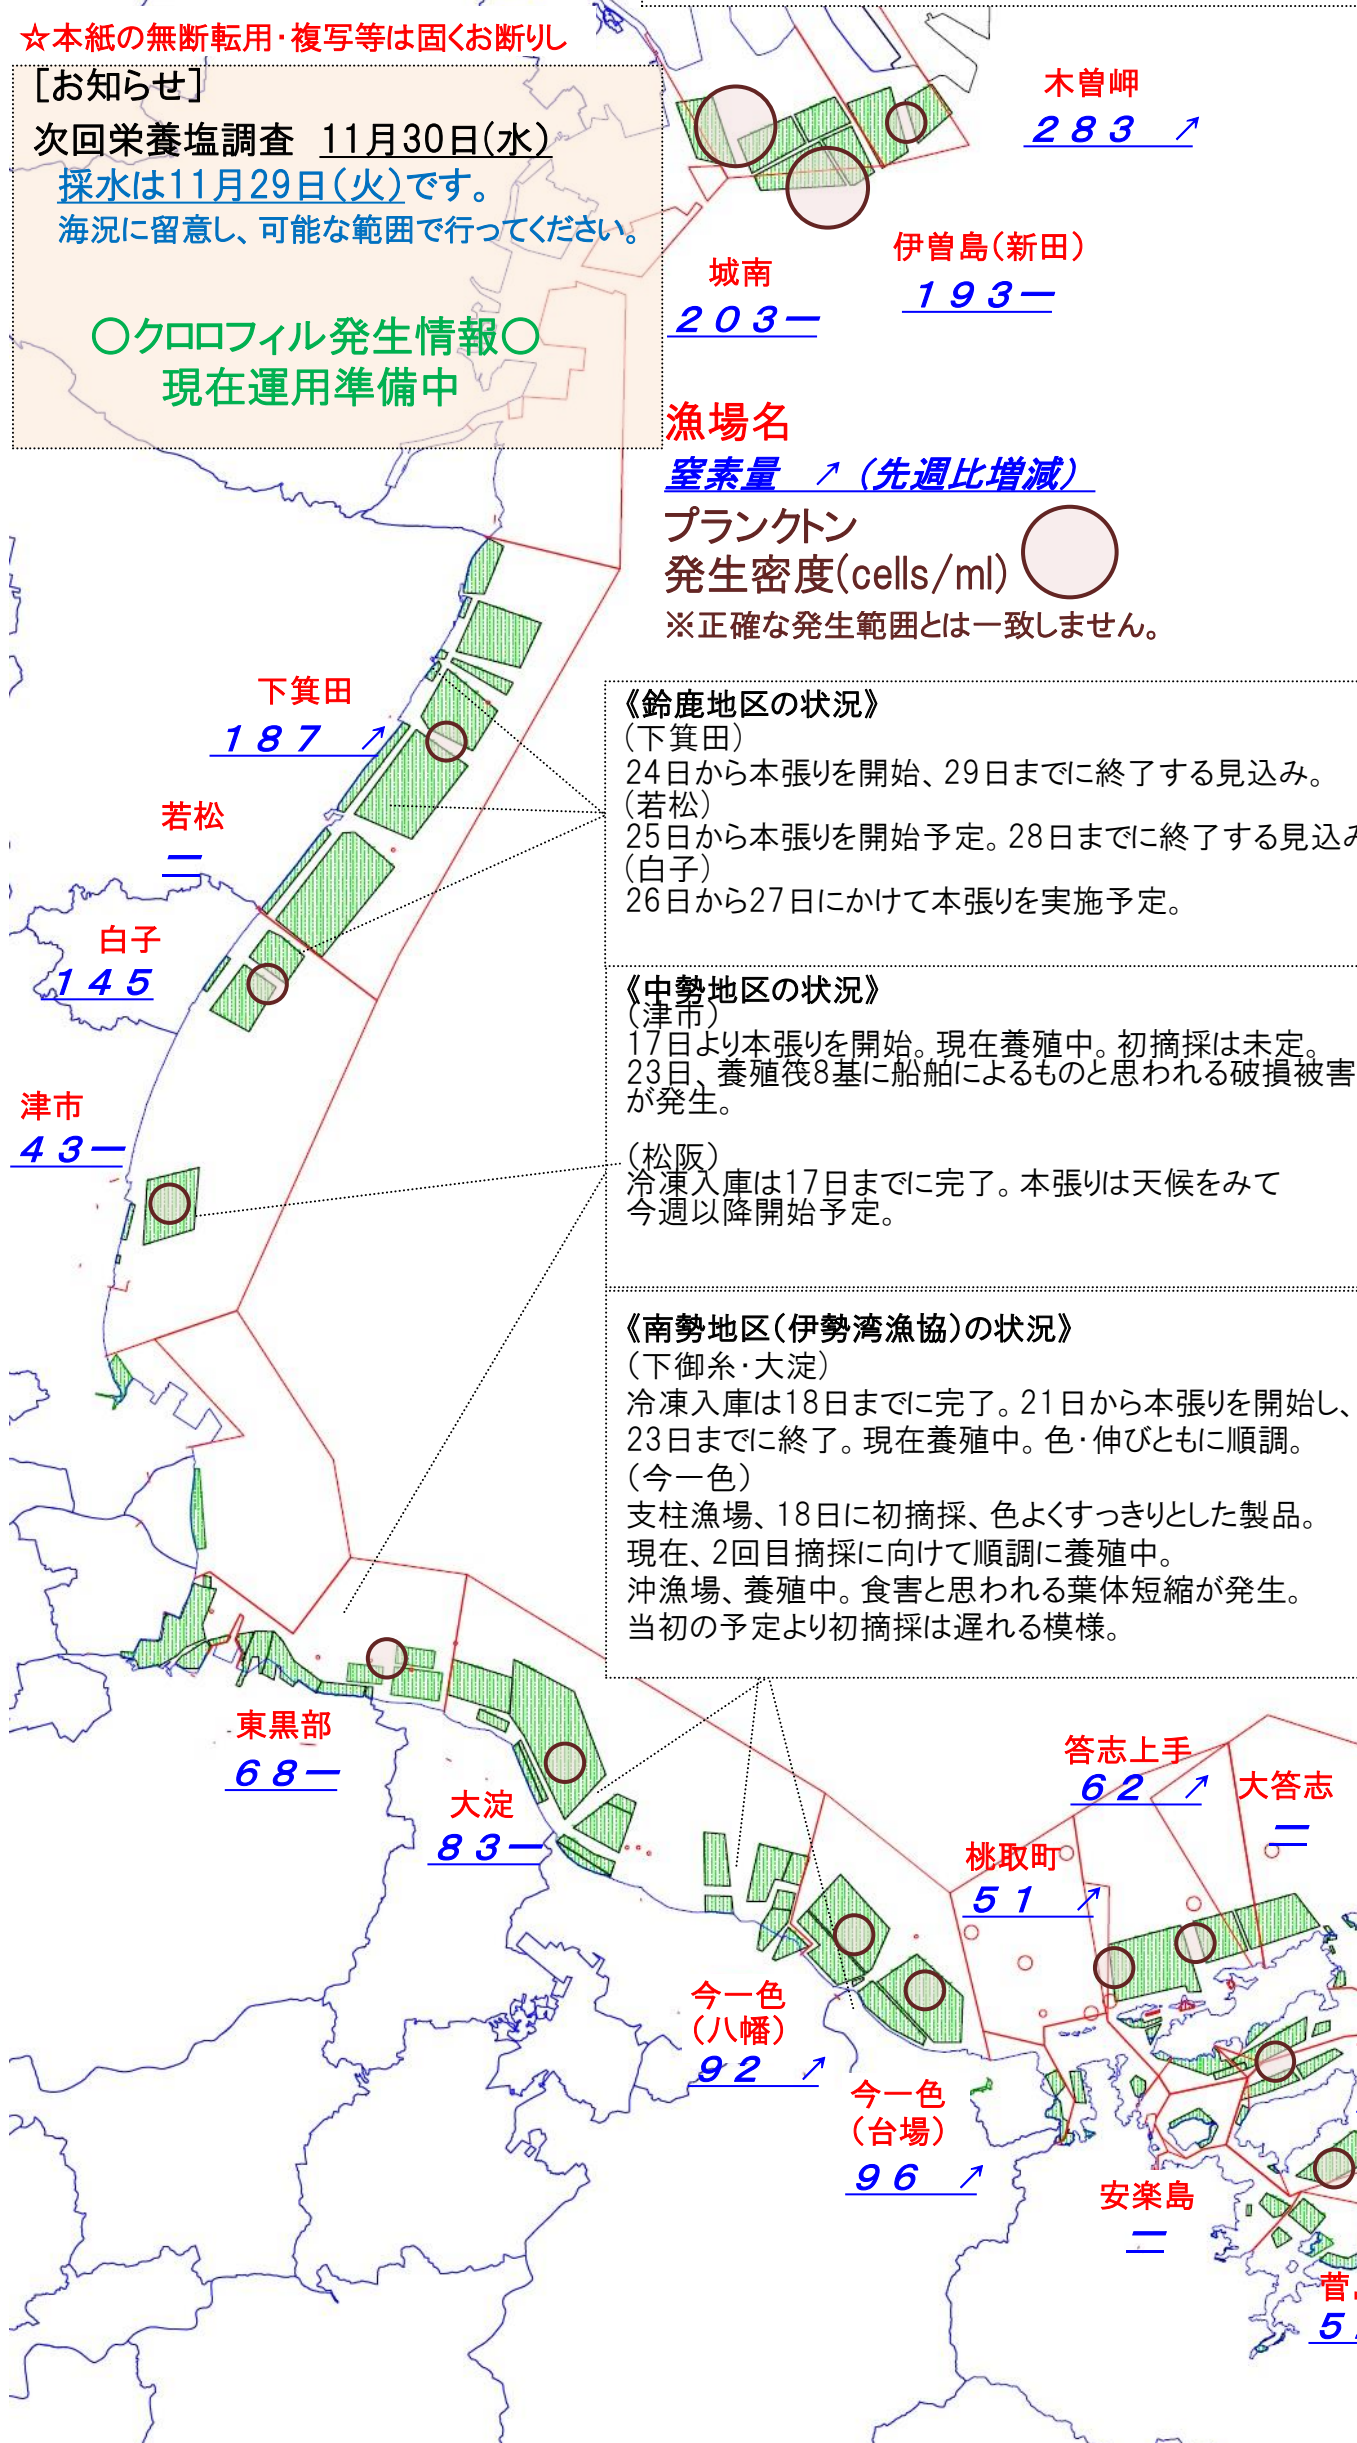 ☆本紙の無断転用･複写等は固くお断りし
［お知らせ］
次回栄養塩調査　11月30日(水)
採水は11月29日(火)です。
海況に留意し、可能な範囲で行ってください。
○クロロフィル発生情報○
現在運用準備中
木曽岬
２８３　↗
伊曽島(新田)
１９３ー
城南
２０３ー
漁場名
窒素量　↗（先週比増減）
プランクトン
発生密度(cells/ml)
※正確な発生範囲とは一致しません。
下箕田
１８７　↗
若松
ー
白子
１４５
津市
４３ー
《鈴鹿地区の状況》
（下箕田）
24日から本張りを開始、29日までに終了する見込み。
（若松）
25日から本張りを開始予定。28日までに終了する見込み
（白子）
26日から27日にかけて本張りを実施予定。
《中勢地区の状況》
（津市）
17日より本張りを開始。現在養殖中。初摘採は未定。
23日、養殖筏8基に船舶によるものと思われる破損被害
が発生。
（松阪）
冷凍入庫は17日までに完了。本張りは天候をみて
今週以降開始予定。
《南勢地区(伊勢湾漁協)の状況》
（下御糸･大淀）
冷凍入庫は18日までに完了。21日から本張りを開始し、
23日までに終了。現在養殖中。色･伸びともに順調。
（今一色）
支柱漁場、18日に初摘採、色よくすっきりとした製品。
現在、2回目摘採に向けて順調に養殖中。
沖漁場、養殖中。食害と思われる葉体短縮が発生。
当初の予定より初摘採は遅れる模様。
東黒部
６８ー
大淀
８３ー
答志上手
６２　↗
大答志
ー
桃取町
５１　↗
今一色
（八幡）
９２　↗
今一色
（台場）
９６　↗
安楽島
ー
菅
５